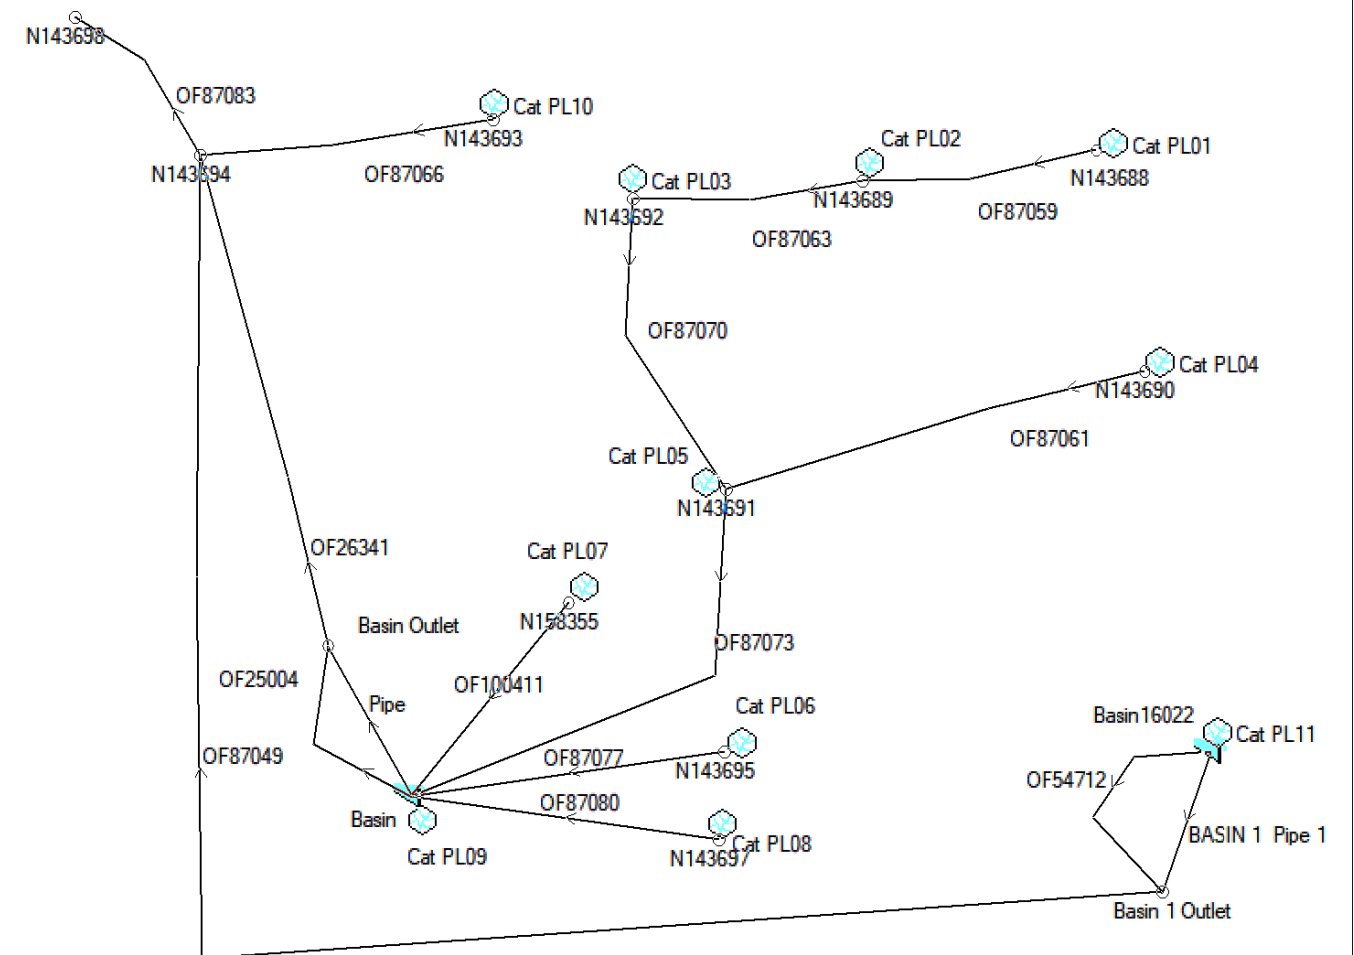 N143698
OF87083
Cat PL10
N143693
N143694
OF87066
Cat PL02
Cat PL01
N143688
Cat PL03
N143689
N143692
OF87059
OF87063
OF87070
Cat PL04
N143690
OF87061
Cat PL05
N143691
OF26341
Cat PL07
N158355
Basin Outlet
OF87073
OF25004
OF100411
Pipe
Cat PL06
Basin16022
Cat PL11
OF87049
OF87077
N143695
OF54712
OF87080
Basin
BASIN 1 Pipe 1
Cat PL08
Cat PL09
N143697
Basin 1 Outlet